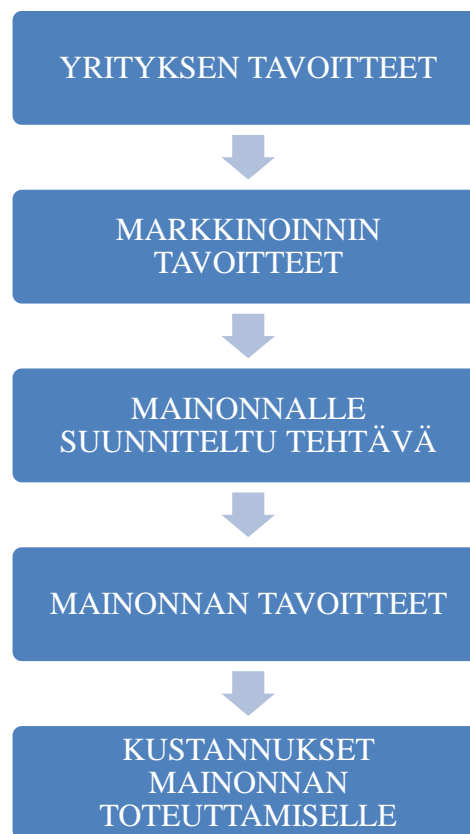 YRITYKSEN TAVOITTEET
MARKKINOINNIN
TAVOITTEET
MAINONNALLE
SUUNNITELTU TEHTÄVÄ
MAINONNAN TAVOITTEET
KUSTANNUKSET
MAINONNAN
TOTEUTTAMISELLE